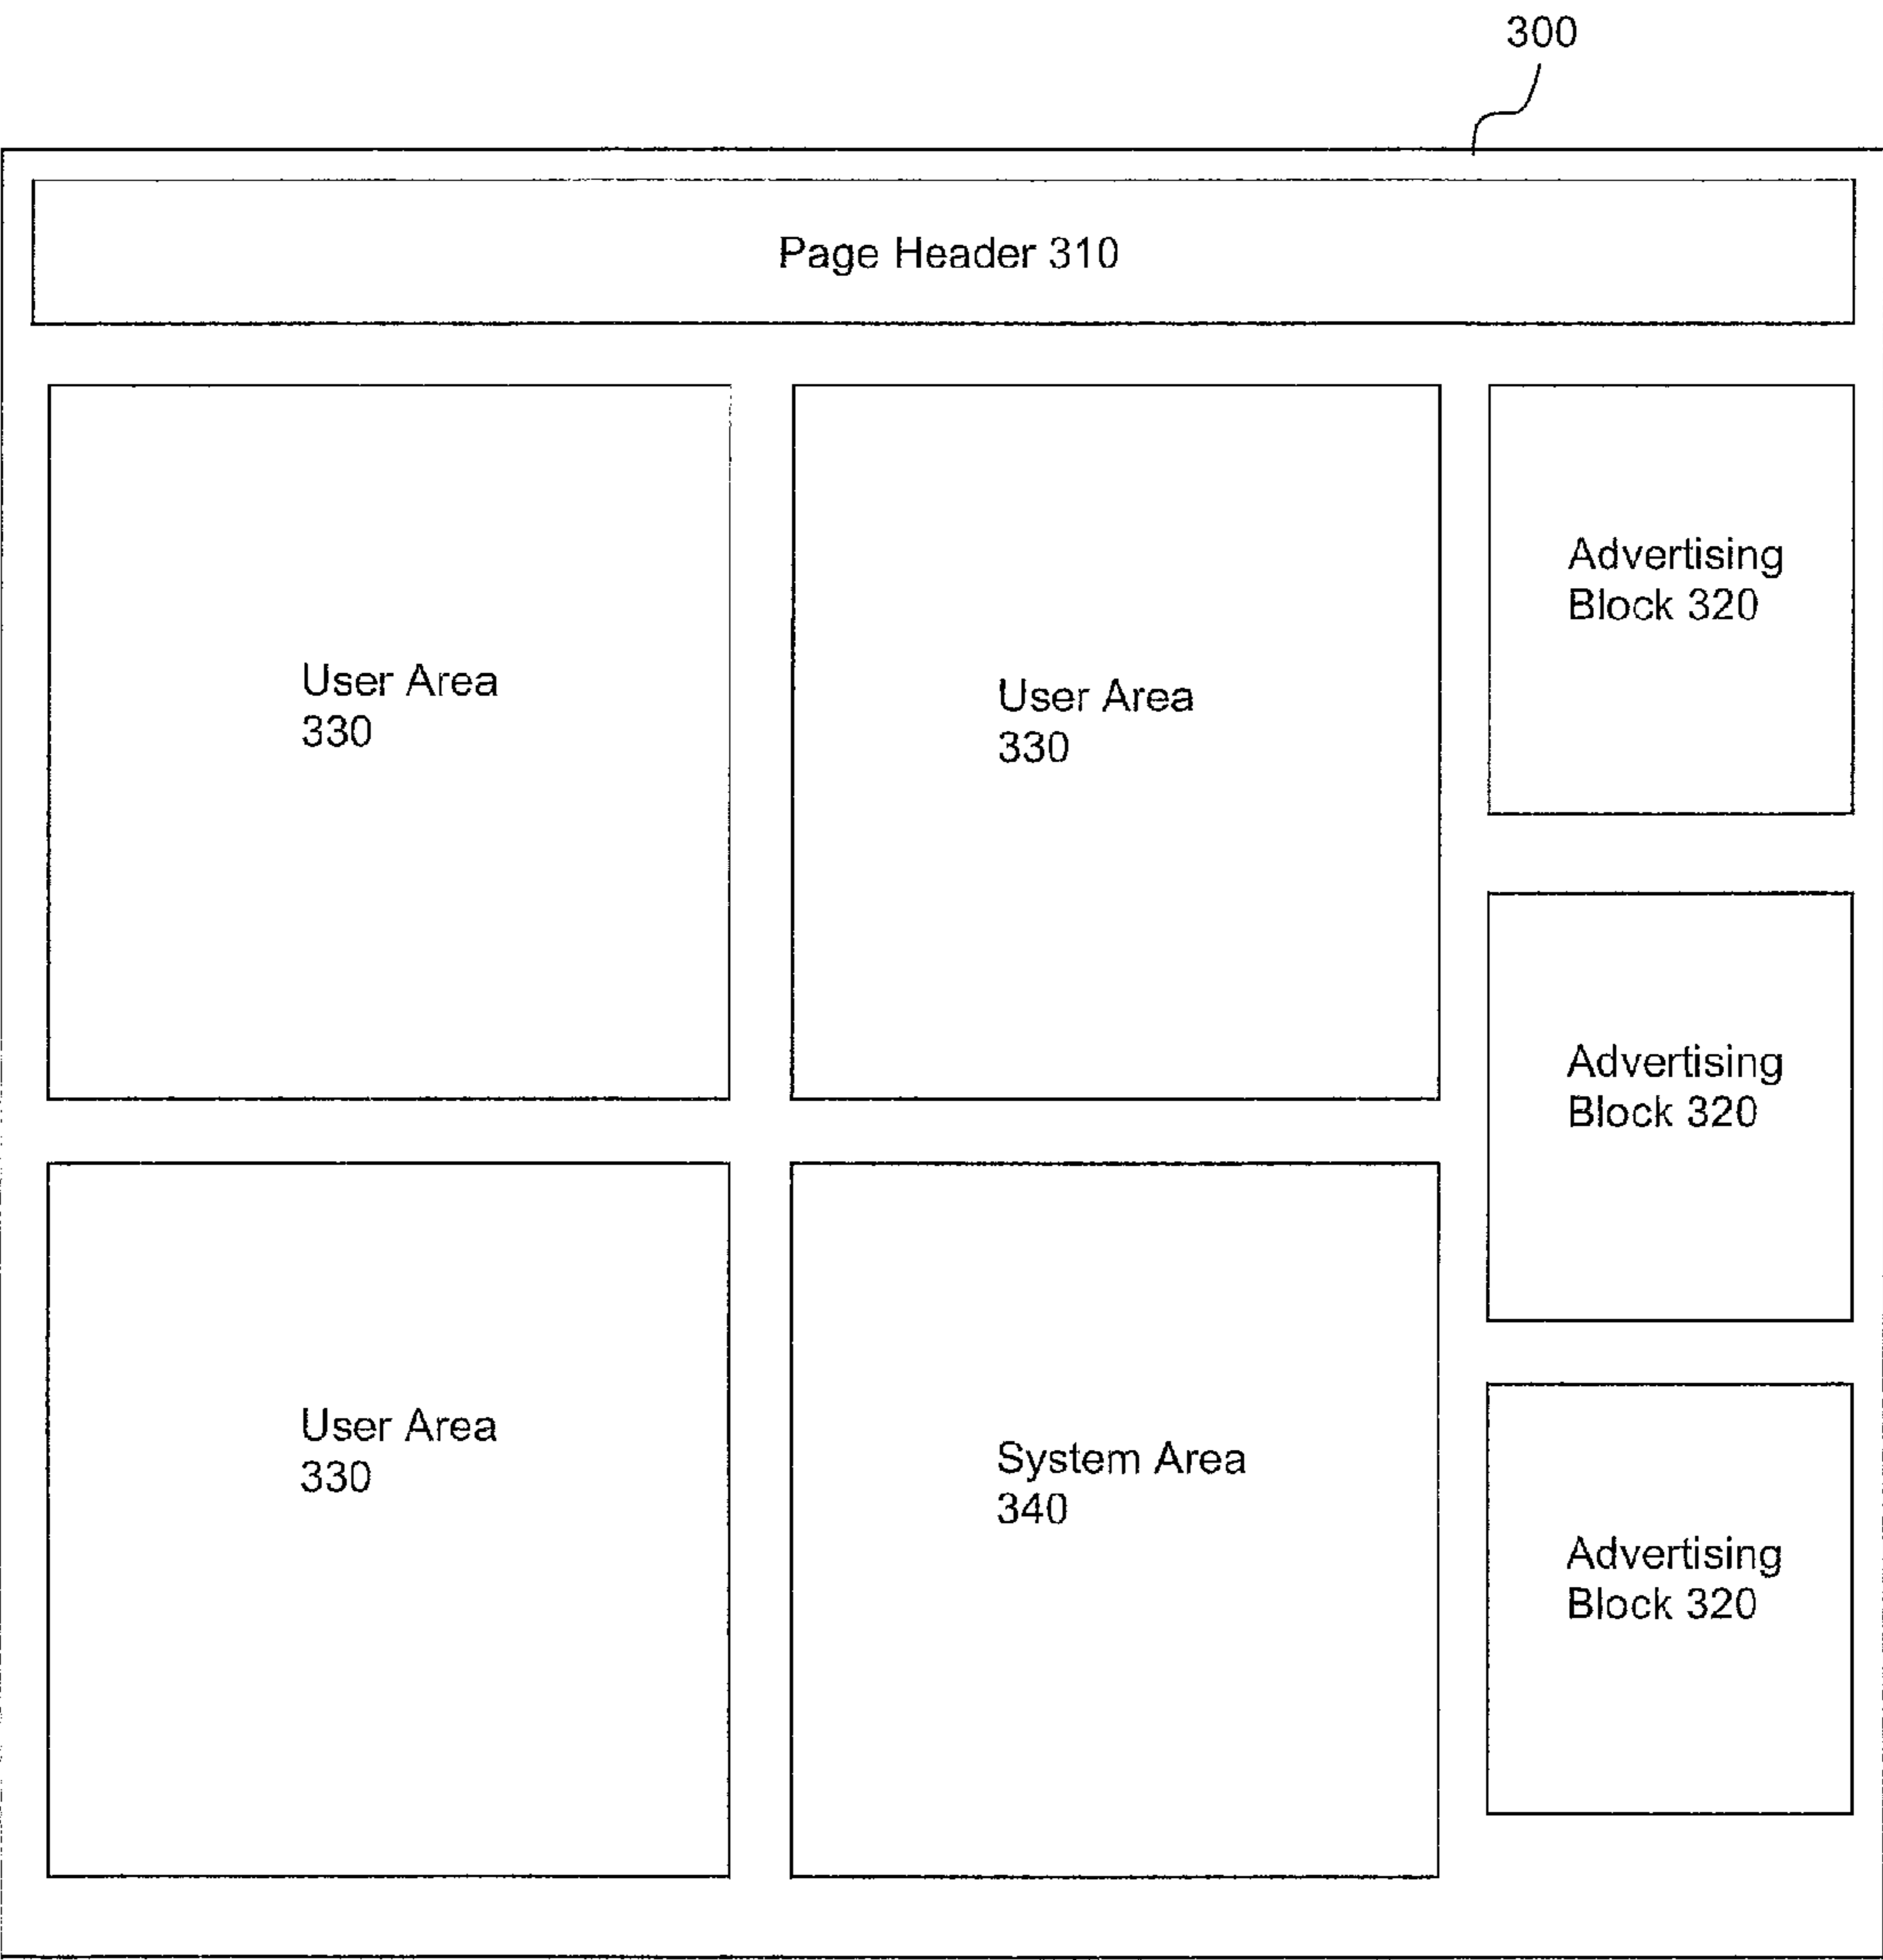 300
Page Header 310
User Area
330
User Area
330
Advertising
Block 320
Advertising
Block 320
User Area
330
System Area
340
Advertising
Block 320